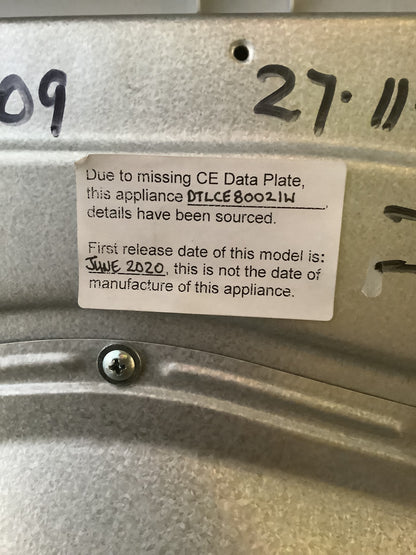 09
27.11
Due to missing CE Data Plate,
this appliance DTLCE80021W,
details have been sourced.
First release date of this model is:
JUNE 2020, this is not the date of
manufacture of this appliance.